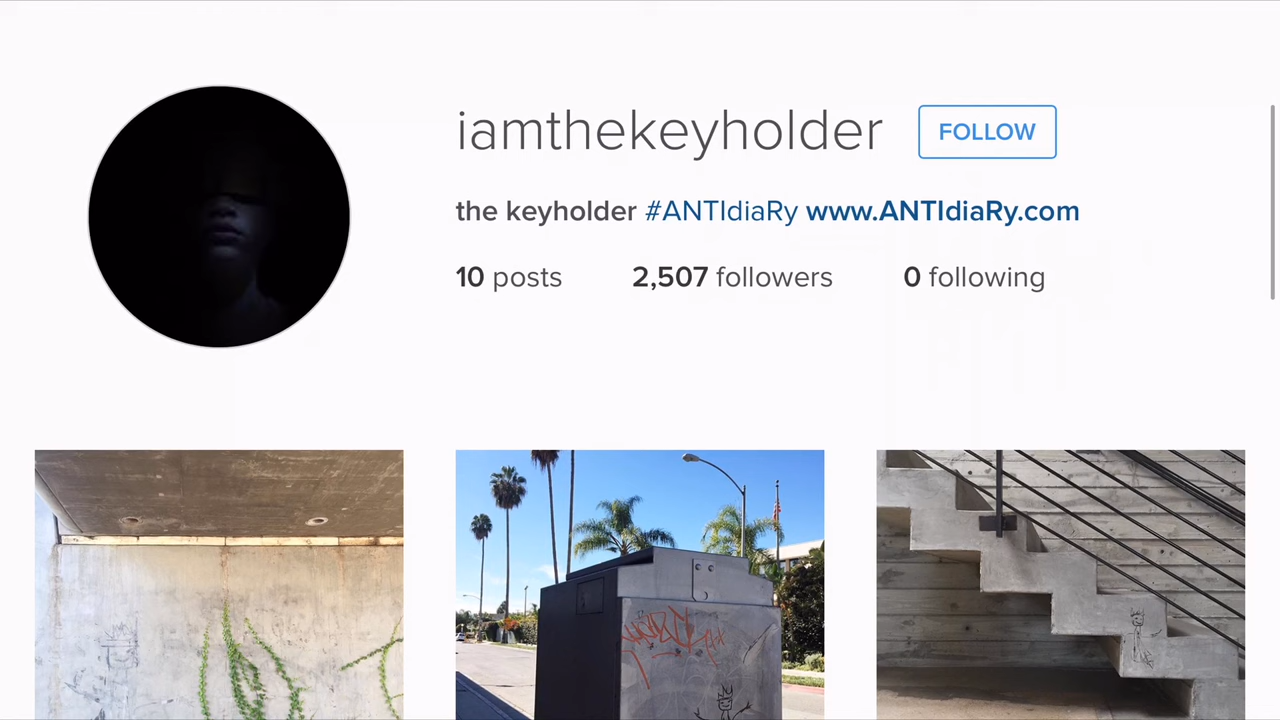 iamthekeyholder FOLLOW
the keyholder #ANTIdiaRy www.ANTIdiaRy.com
10 posts 2,507 followers 0 following